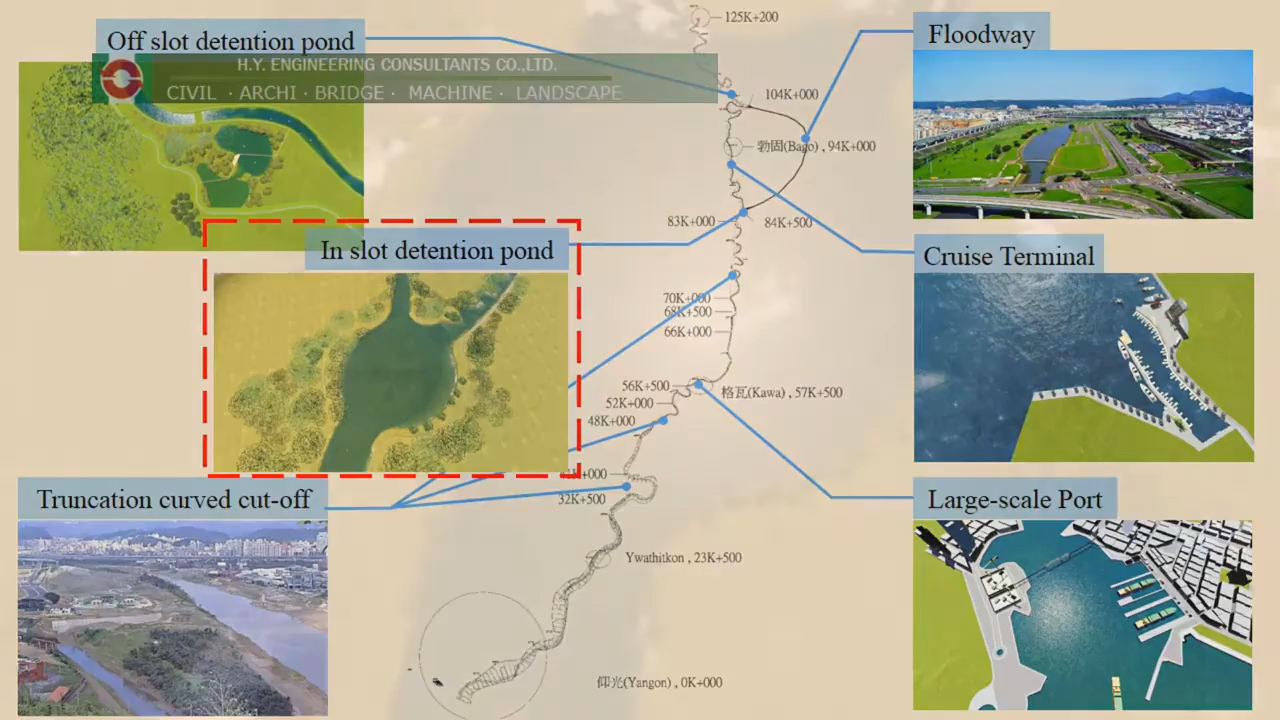 Off slot detention pond
H.Y. ENGINEERING CONSULTANTS CO.,LTD.
CIVIL · ARCHI · BRIDGE · MACHINE · LANDSCAPE
In slot detention pond
Truncation curved cut-off
125K+200
104K+000
勃固(Bago) , 94K+000
83K+000
84K+500
70K+000
68K+500
66K+000
56K+500
格瓦(Kawa) , 57K+500
52K+000
48K+000
K+000
32K+500
Ywathitkon , 23K+500
仰光(Yangon) , 0K+000
Floodway
Cruise Terminal
Large-scale Port